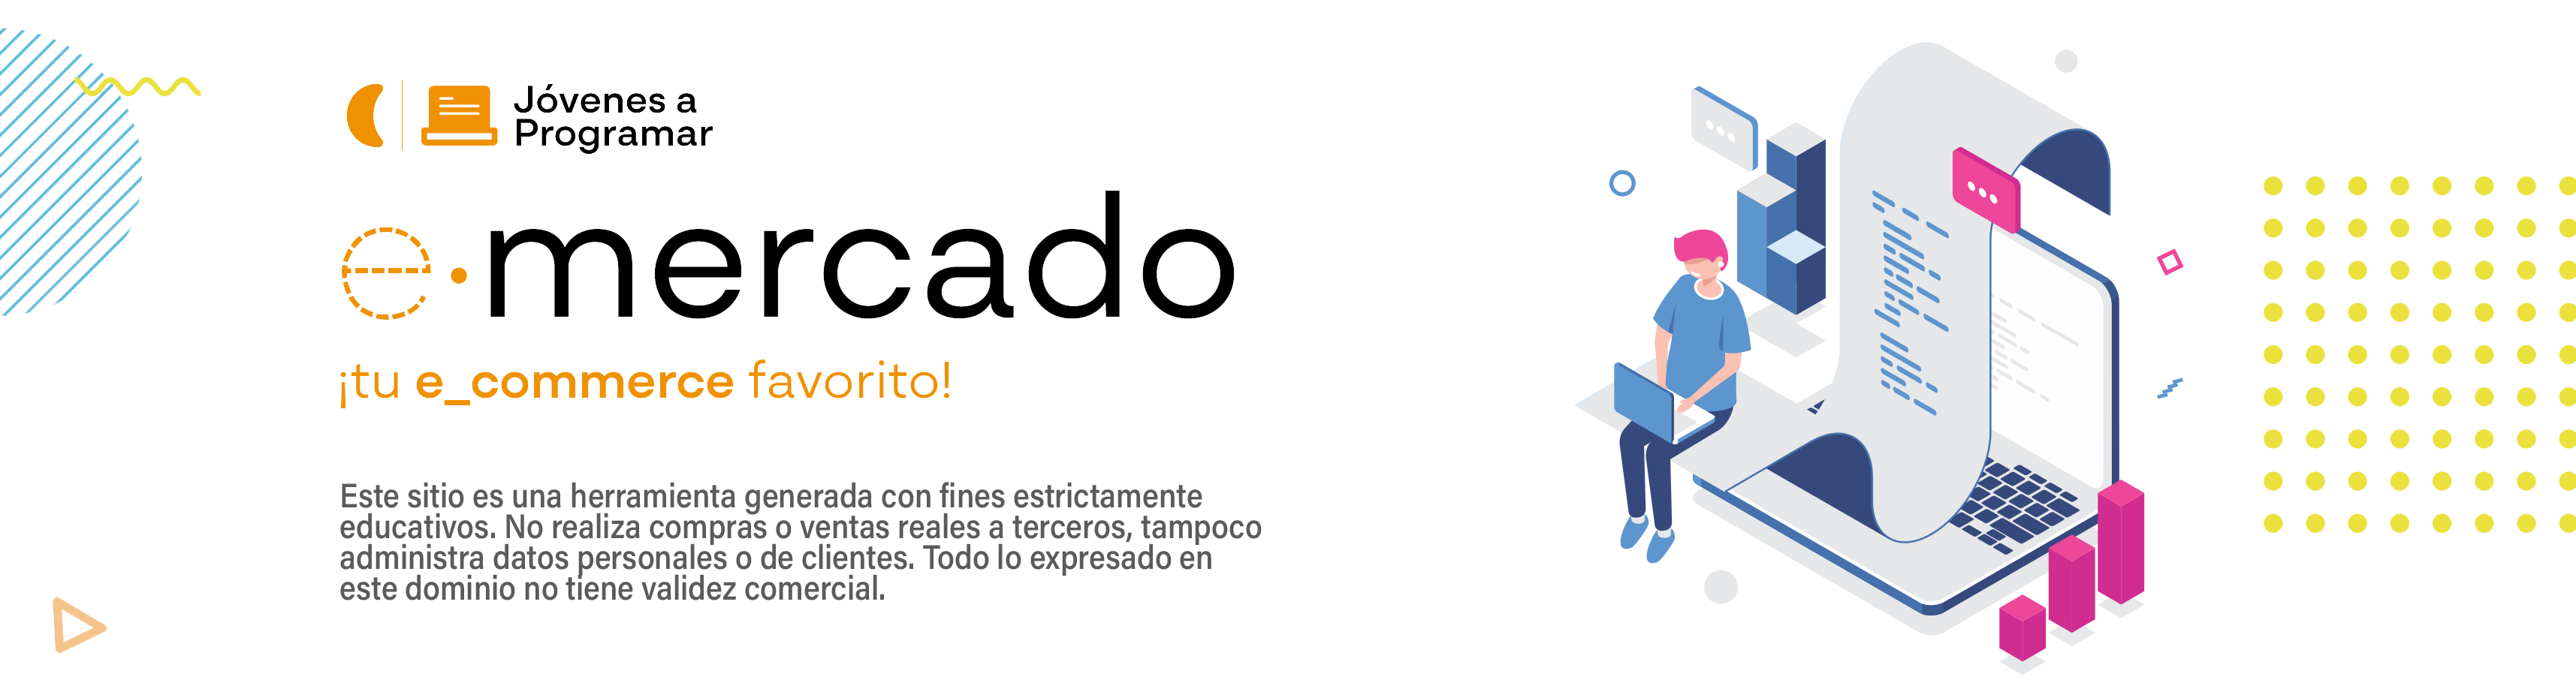 Jóvenes a
Programar
e·mercado
¡tu e_commerce favorito!
Este sitio es una herramienta generada con fines estrictamente
educativos. No realiza compras o ventas reales a terceros, tampoco
administra datos personales o de clientes. Todo lo expresado en
este dominio no tiene validez comercial.